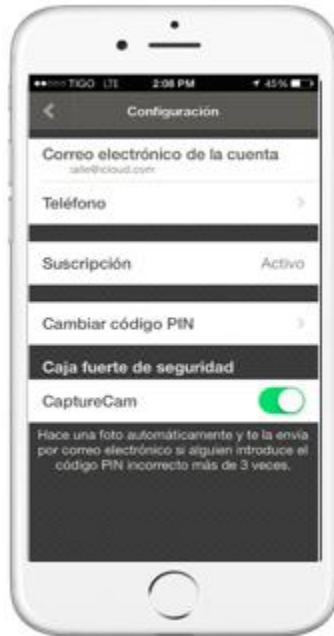 TIGO LTE 2:08 PM 45%
Configuración
Correo electrónico de la cuenta
@icloud.com
Teléfono
Suscripción Activo
Cambiar código PIN
Caja fuerte de seguridad
CaptureCam
Hace una foto automáticamente y te la envía
por correo electrónico si alguien introduce el
código PIN incorrecto más de 3 veces.